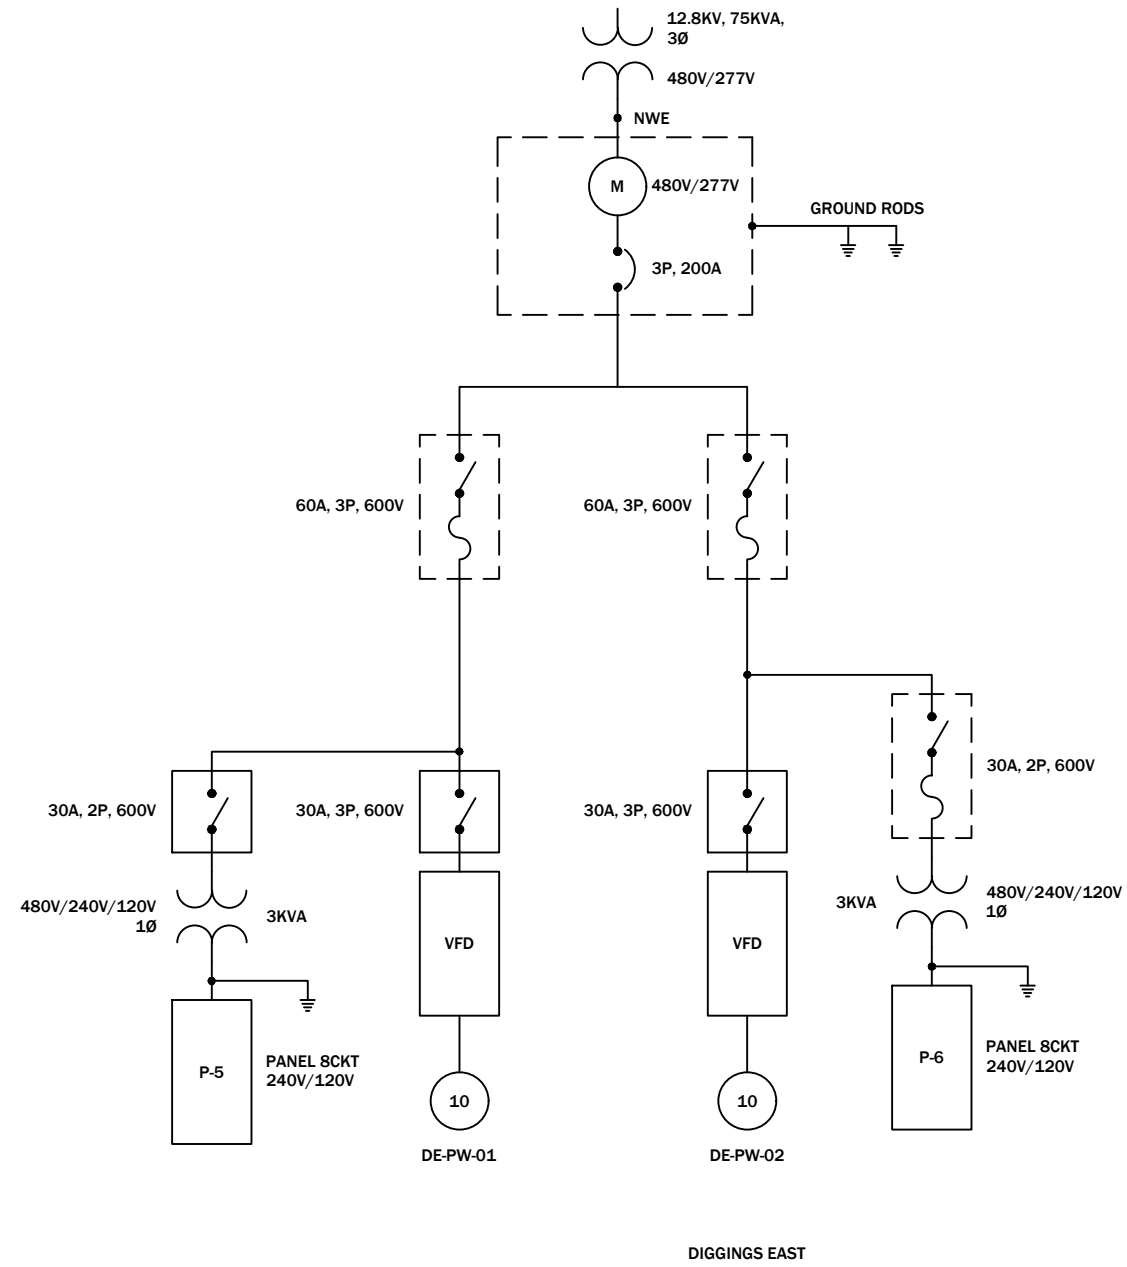 12.8KV, 75KVA,
3Ø
480V/277V
NWE
M
480V/277V
GROUND RODS
3P, 200A
60A, 3P, 600V
60A, 3P, 600V
30A, 2P, 600V
30A, 2P, 600V
30A, 3P, 600V
30A, 3P, 600V
480V/240V/120V
1Ø
3KVA
VFD
VFD
3KVA
480V/240V/120V
1Ø
P-5
PANEL 8CKT
240V/120V
10
DE-PW-01
10
DE-PW-02
P-6
PANEL 8CKT
240V/120V
DIGGINGS EAST